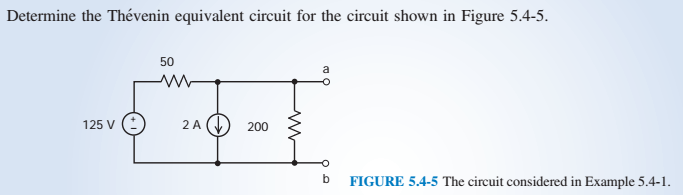 Determine the Thévenin equivalent circuit for the circuit shown in Figure 5.4-5.
50
a
125 V
+
−
2 A
200
b
FIGURE 5.4-5 The circuit considered in Example 5.4-1.